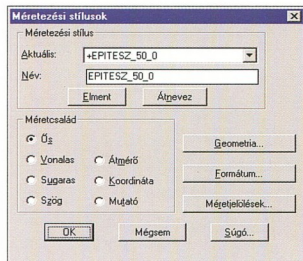 Méretezési stílusok
Méretezési stílus
Aktuális: +EPITESZ_50_0
Név: EPITESZ_50_0
Elment Átnevez
Méretcsalád
Ős
Vonalas Átmérő
Sugaras Koordináta
Szög Mutató
Geometria...
Formátum...
Méretjelölések...
OK Mégsem Súgó...